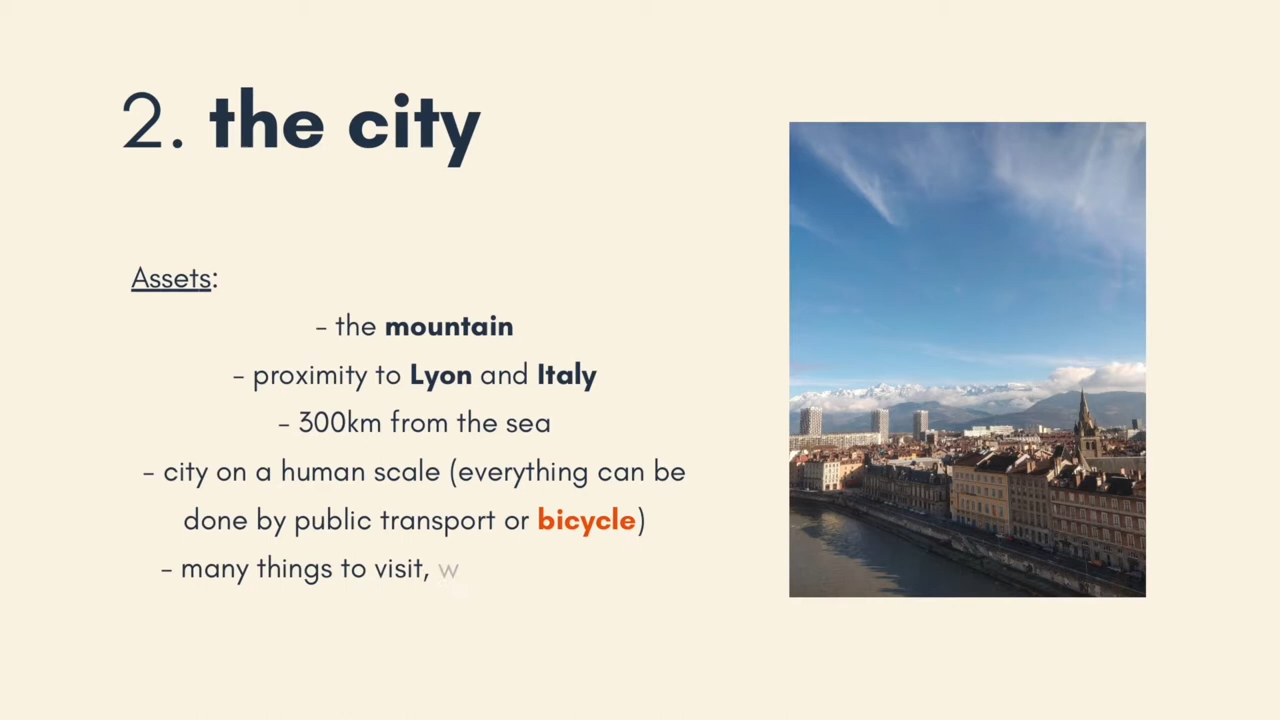 2. the city
Assets:
- the mountain
- proximity to Lyon and Italy
- 300km from the sea
- city on a human scale (everything can be
done by public transport or bicycle)
- many things to visit, w